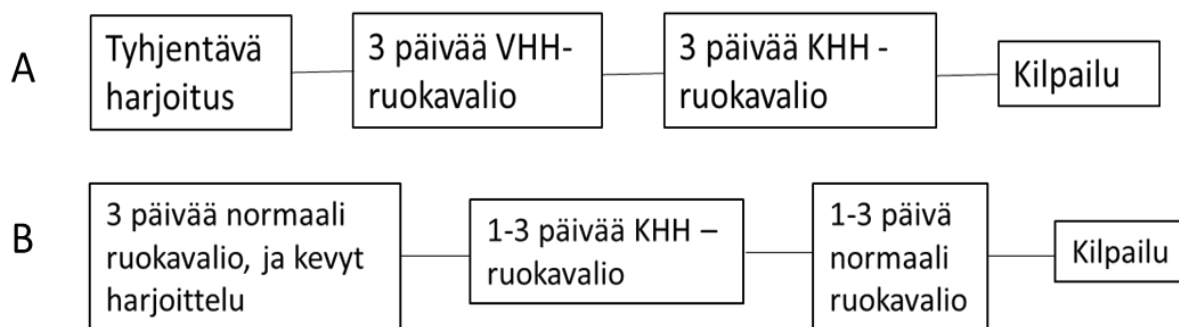 A
Tyhjentävä
harjoitus
3 päivää VHH-
ruokavalio
3 päivää KHH -
ruokavalio
Kilpailu
B
3 päivää normaali
ruokavalio, ja kevyt
harjoittelu
1-3 päivää KHH –
ruokavalio
1-3 päivä
normaali
ruokavalio
Kilpailu